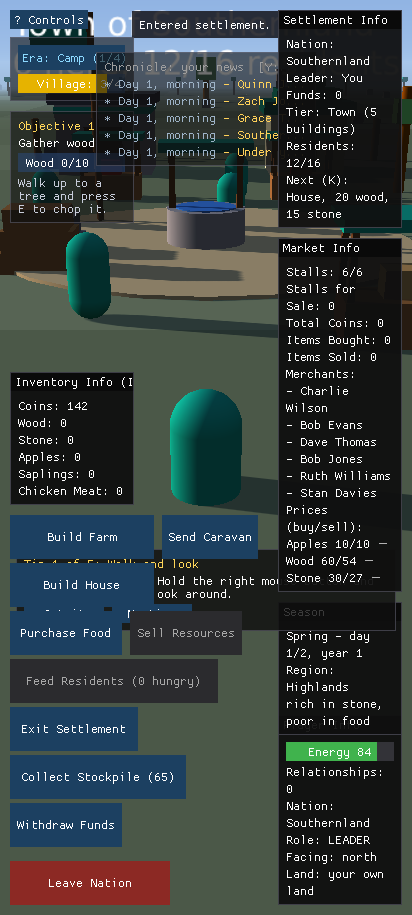 ? Controls
Entered settlement.
Town of
12/16
Era: Camp (1/4)
Village:
Chronicle: your news [Y:
* Day 1, morning - Quinn
* Day 1, morning - Zach J
* Day 1, morning - Grace
* Day 1, morning - Southe
* Day 1, morning - Under
Objective 1
Gather wood
Wood 0/10
Walk up to a
tree and press
E to chop it.
Settlement Info
Nation:
Southernland
Leader: You
Funds: 0
Tier: Town (5
buildings)
Residents:
12/16
Next (K):
House, 20 wood,
15 stone
Market Info
Stalls: 6/6
Stalls for
Sale: 0
Total Coins: 0
Items Bought: 0
Items Sold: 0
Merchants:
- Charlie
Wilson
- Bob Evans
- Dave Thomas
- Bob Jones
- Ruth Williams
- Stan Davies
Prices
(buy/sell):
Apples 10/10 —
Wood 60/54 —
Stone 30/27 —
Inventory Info (I
Coins: 142
Wood: 0
Stone: 0
Apples: 0
Saplings: 0
Chicken Meat: 0
Build Farm
Send Caravan
Walk and look
Build House
Hold the right mou
ook around.
Purchase Food
Sell Resources
Feed Residents (0 hungry)
Exit Settlement
Collect Stockpile (65)
Withdraw Funds
Leave Nation
Season
Spring - day
1/2, year 1
Region:
Highlands
rich in stone,
poor in food
Energy 84
Relationships:
0
Nation:
Southernland
Role: LEADER
Facing: north
Land: your own
land